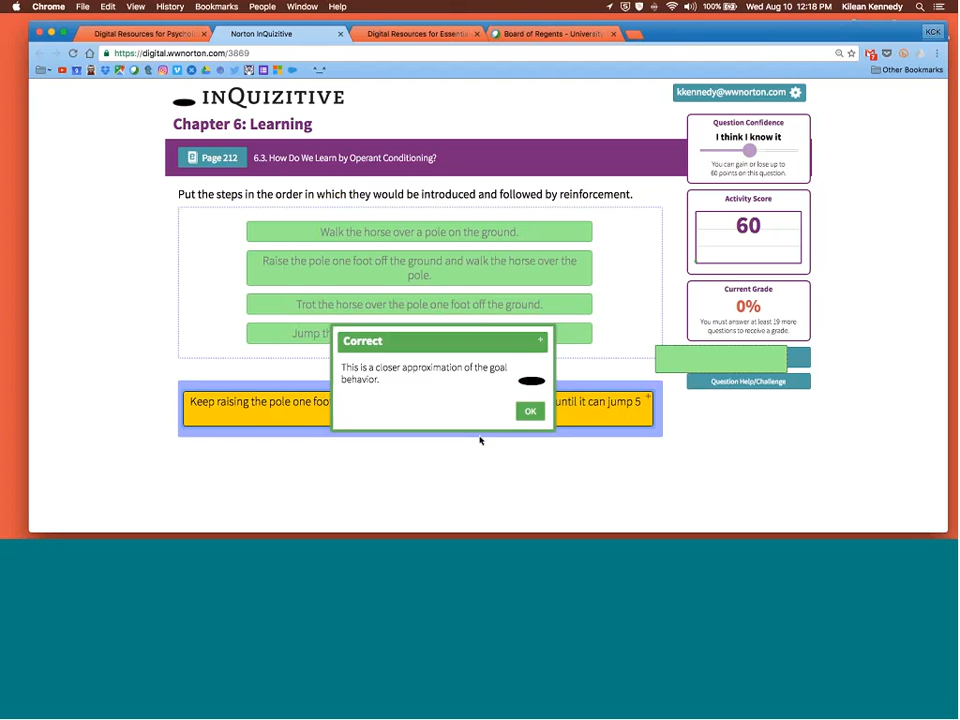 Chrome File Edit View History Bookmarks People Window Help 100% Wed Aug 10 12:18 PM Kilean Kennedy
Digital Resources for Psychol × Norton InQuizitive × Digital Resources for Essentia × Board of Regents - University × KCK
https://digital.wwnorton.com/3869
Other Bookmarks
INQUIZITIVE
kkennedy@wwnorton.com
Chapter 6: Learning
Page 212 6.3. How Do We Learn by Operant Conditioning?
Put the steps in the order in which they would be introduced and followed by reinforcement.
Walk the horse over a pole on the ground.
Raise the pole one foot off the ground and walk the horse over the
pole.
Trot the horse over the pole one foot off the ground.
Jump
Correct
This is a closer approximation of the goal
behavior.
OK
Keep raising the pole one until it can jump 5
Question Confidence
I think I know it
You can gain or lose up to
60 points on this question.
Activity Score
60
Current Grade
0%
You must answer at least 19 more
questions to receive a grade.
Question Help/Challenge